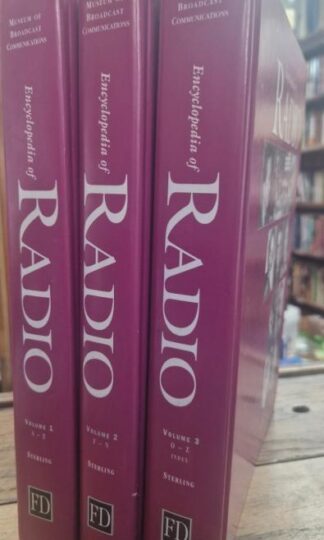 MUSEUM OF
BROADCAST
COMMUNICATIONS
Encyclopedia of
RADIO
VOLUME 1
A – E
STERLING
FD
MUSEUM OF
BROADCAST
COMMUNICATIONS
Encyclopedia of
RADIO
VOLUME 2
F – N
STERLING
FD
BROADCAST
COMMUNICATIONS
Encyclopedia of
RADIO
VOLUME 3
O – Z
INDEX
STERLING
FD